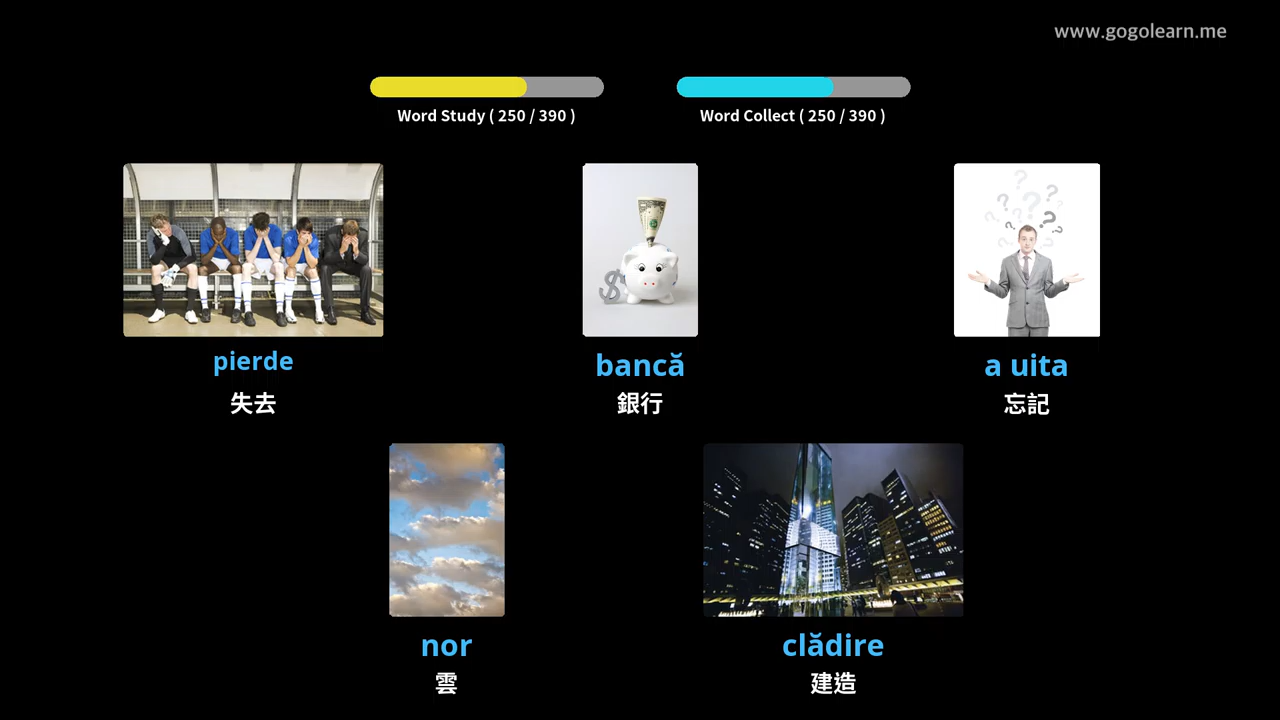 www.gogolearn.me
Word Study ( 250 / 390 )
Word Collect ( 250 / 390 )
pierde
失去
bancă
銀行
a uita
忘記
nor
雲
clădire
建造